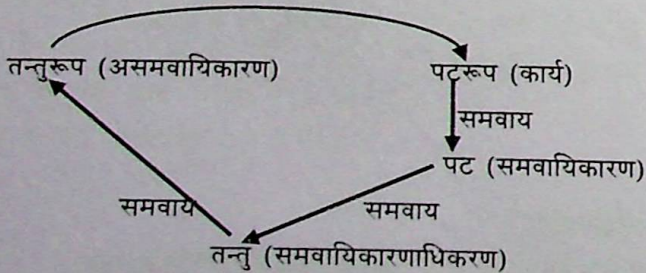 तन्तुरूप (असमवायिकारण) पटरूप (कार्य)
समवाय
पट (समवायिकारण)
समवाय समवाय
तन्तु (समवायिकारणाधिकरण)